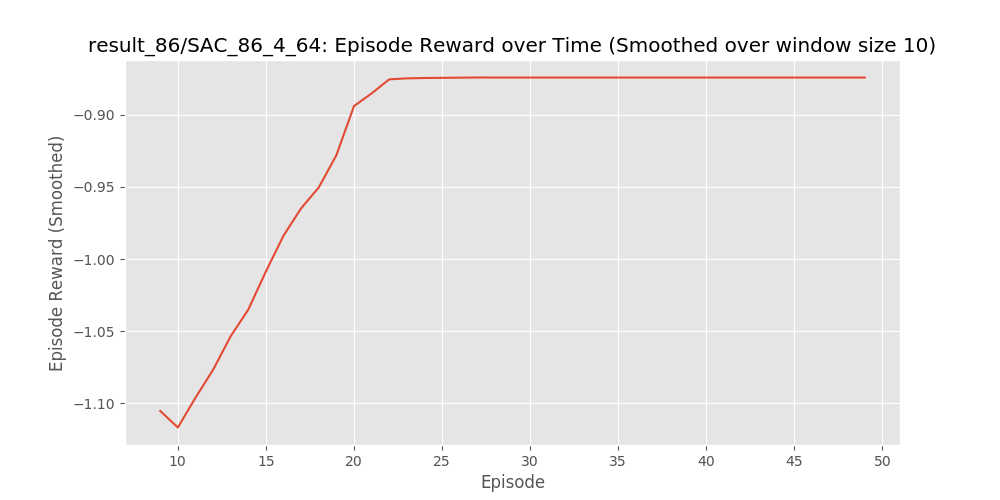 result_86/SAC_86_4_64: Episode Reward over Time (Smoothed over window size 10)
Episode Reward (Smoothed)
−0.90
−0.95
−1.00
−1.05
−1.10
10 15 20 25 30 35 40 45 50
Episode